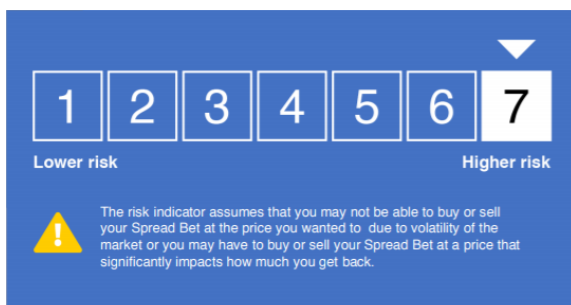 1 2 3 4 5 6 7
Lower risk Higher risk
The risk indicator assumes that you may not be able to buy or sell
your Spread Bet at the price you wanted to due to volatility of the
market or you may have to buy or sell your Spread Bet at a price that
significantly impacts how much you get back.